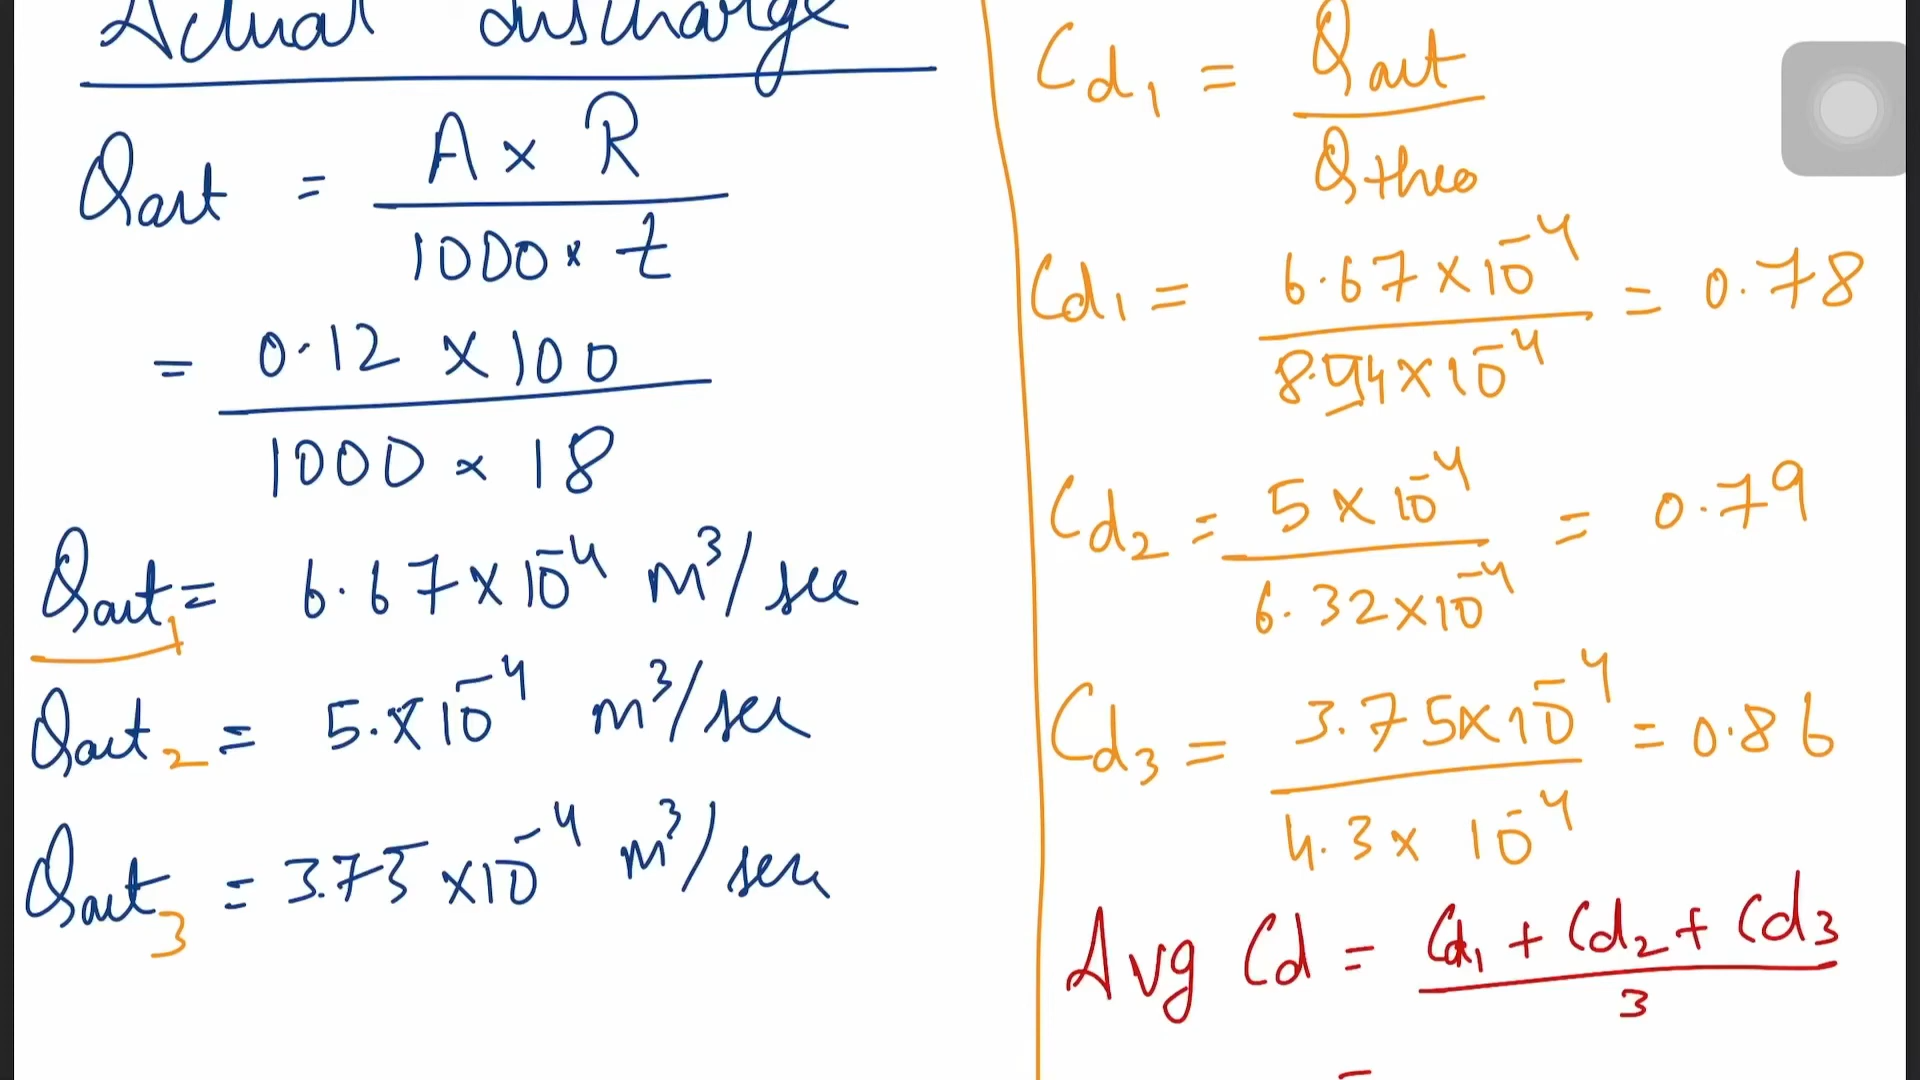 Actual discharge
Qact = A × R / 1000 × t
= 0.12 × 100 / 1000 × 18
Qact1 = 6.67 × 10^-4 m³/sec
Qact2 = 5. × 10^-4 m³/sec
Qact3 = 3.75 × 10^-4 m³/sec
Cd1 = Qact / Qtheo
Cd1 = 6.67 × 10^-4 / 8.94 × 10^-4 = 0.78
Cd2 = 5 × 10^-4 / 6.32 × 10^-4 = 0.79
Cd3 = 3.75 × 10^-4 / 4.3 × 10^-4 = 0.86
Avg Cd = Cd1 + Cd2 + Cd3 / 3
=